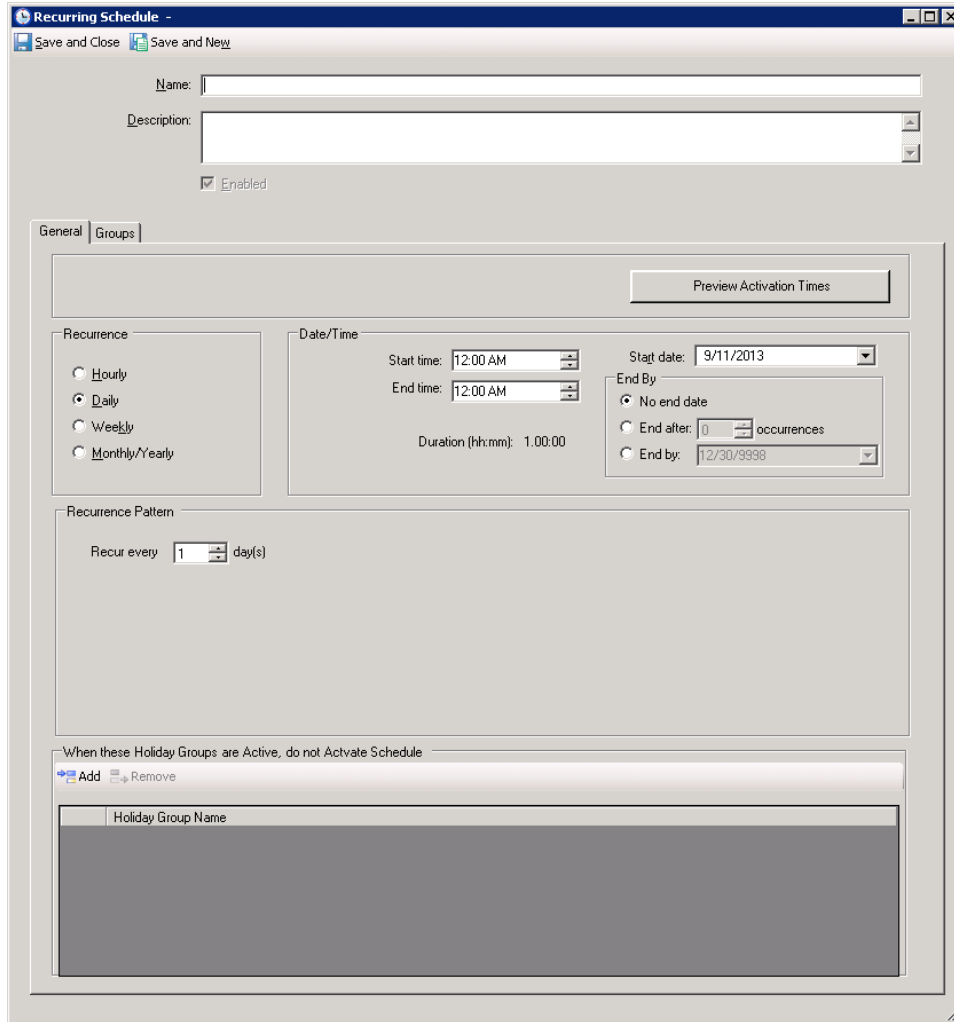 Recurring Schedule -
Save and Close Save and New
Name:
Description:
Enabled
General Groups
Preview Activation Times
Recurrence
Hourly
Daily
Weekly
Monthly/Yearly
Date/Time
Start time: 12:00 AM
End time: 12:00 AM
Duration (hh:mm): 1.00:00
Start date: 9/11/2013
End By
No end date
End after: 0 occurrences
End by: 12/30/9998
Recurrence Pattern
Recur every 1 day(s)
When these Holiday Groups are Active, do not Actvate Schedule
Add Remove
Holiday Group Name